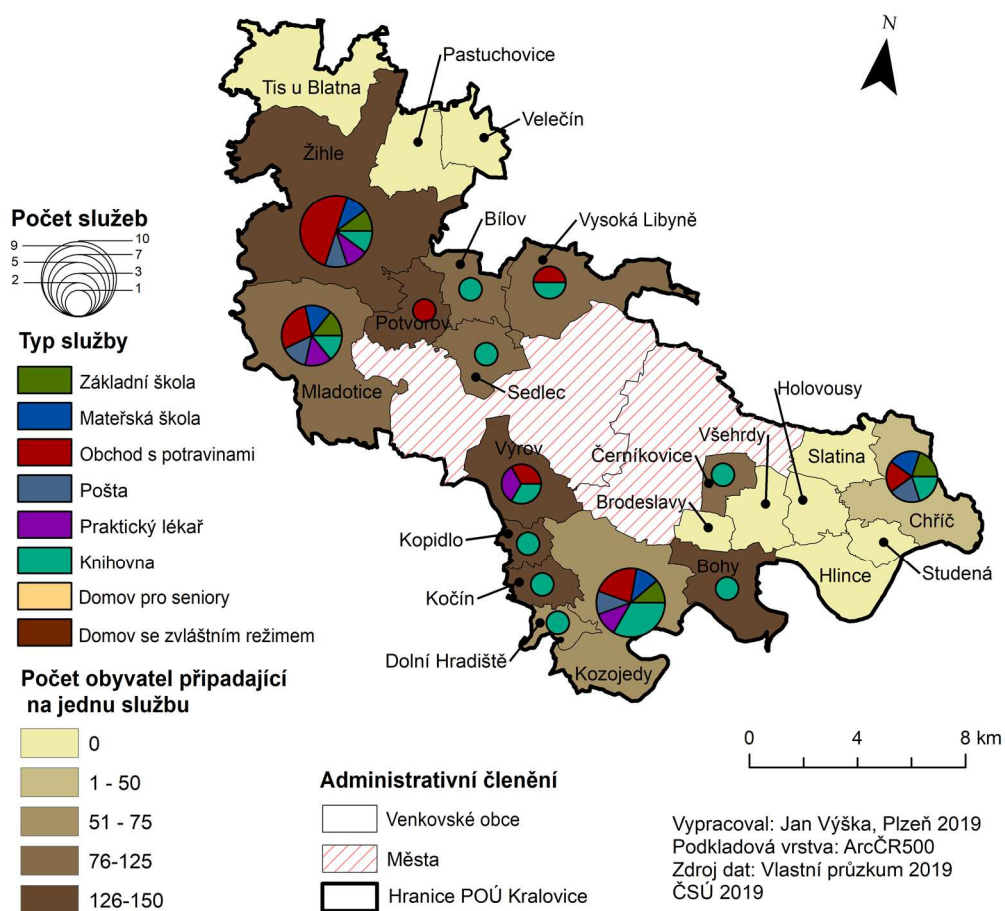 N
Pastuchovice
Tis u Blatna
Velečín
Žihle
Počet služeb
10
9
7
5
3
2
1
Bílov
Vysoká Libyně
Potvorov
Typ služby
Základní škola
Mateřská škola
Obchod s potravinami
Pošta
Praktický lékař
Knihovna
Domov pro seniory
Domov se zvláštním režimem
Mladotice
Sedlec
Holovousy
Výrov
Všehrdy
Slatina
Černíkovice
Brodeslavy
Chříč
Kopidlo
Bohy
Studená
Kočín
Hlince
Dolní Hradiště
Kozojedy
Počet obyvatel připadající
na jednu službu
0
1 - 50
51 - 75
76-125
126-150
0 4 8 km
Administrativní členění
Venkovské obce
Města
Hranice POÚ Kralovice
Vypracoval: Jan Výška, Plzeň 2019
Podkladová vrstva: ArcČR500
Zdroj dat: Vlastní průzkum 2019
ČSÚ 2019